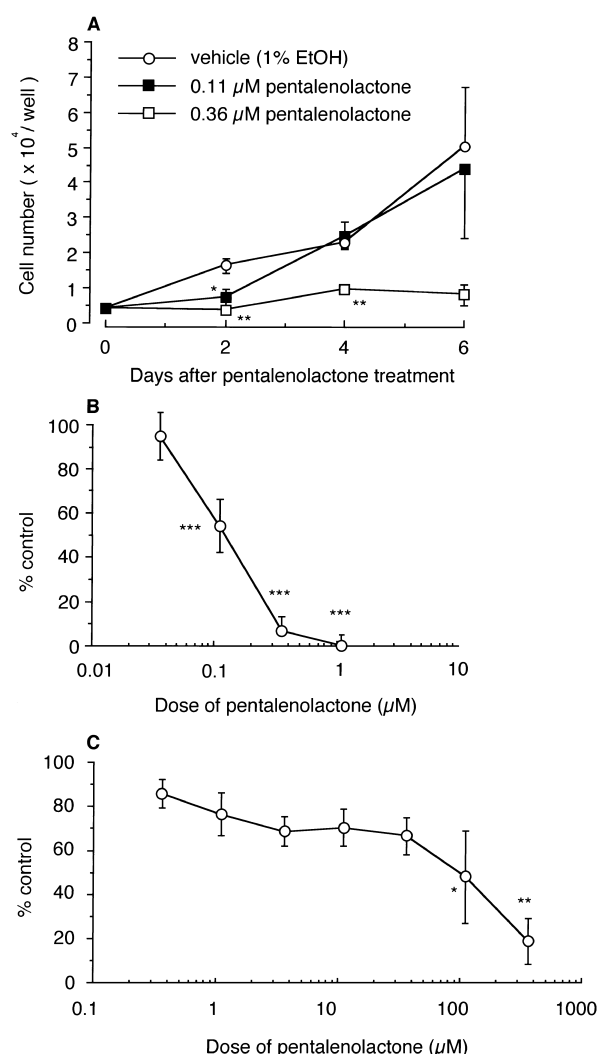 A
8
7
6
5
4
3
2
1
0
Cell number ( x 10⁴/ well )
vehicle (1% EtOH)
0.11 µM pentalenolactone
0.36 µM pentalenolactone
*
**
**
0 2 4 6
Days after pentalenolactone treatment
B
100
80
60
40
20
0
% control
***
***
***
0.01 0.1 1 10
Dose of pentalenolactone (µM)
C
100
80
60
40
20
0
% control
*
**
0.1 1 10 100 1000
Dose of pentalenolactone (µM)